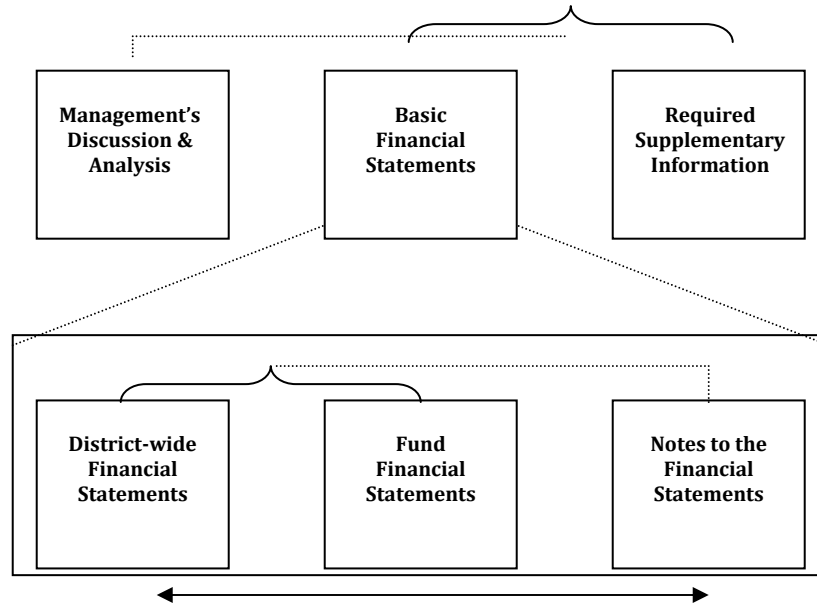 Management’s
Discussion &
Analysis
Basic
Financial
Statements
Required
Supplementary
Information
District-wide
Financial
Statements
Fund
Financial
Statements
Notes to the
Financial
Statements